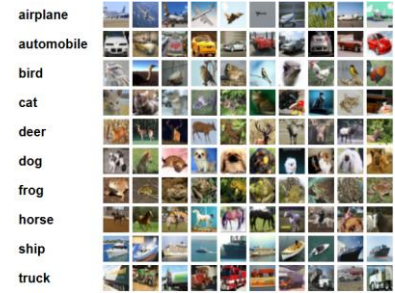 airplane
automobile
bird
cat
deer
dog
frog
horse
ship
truck